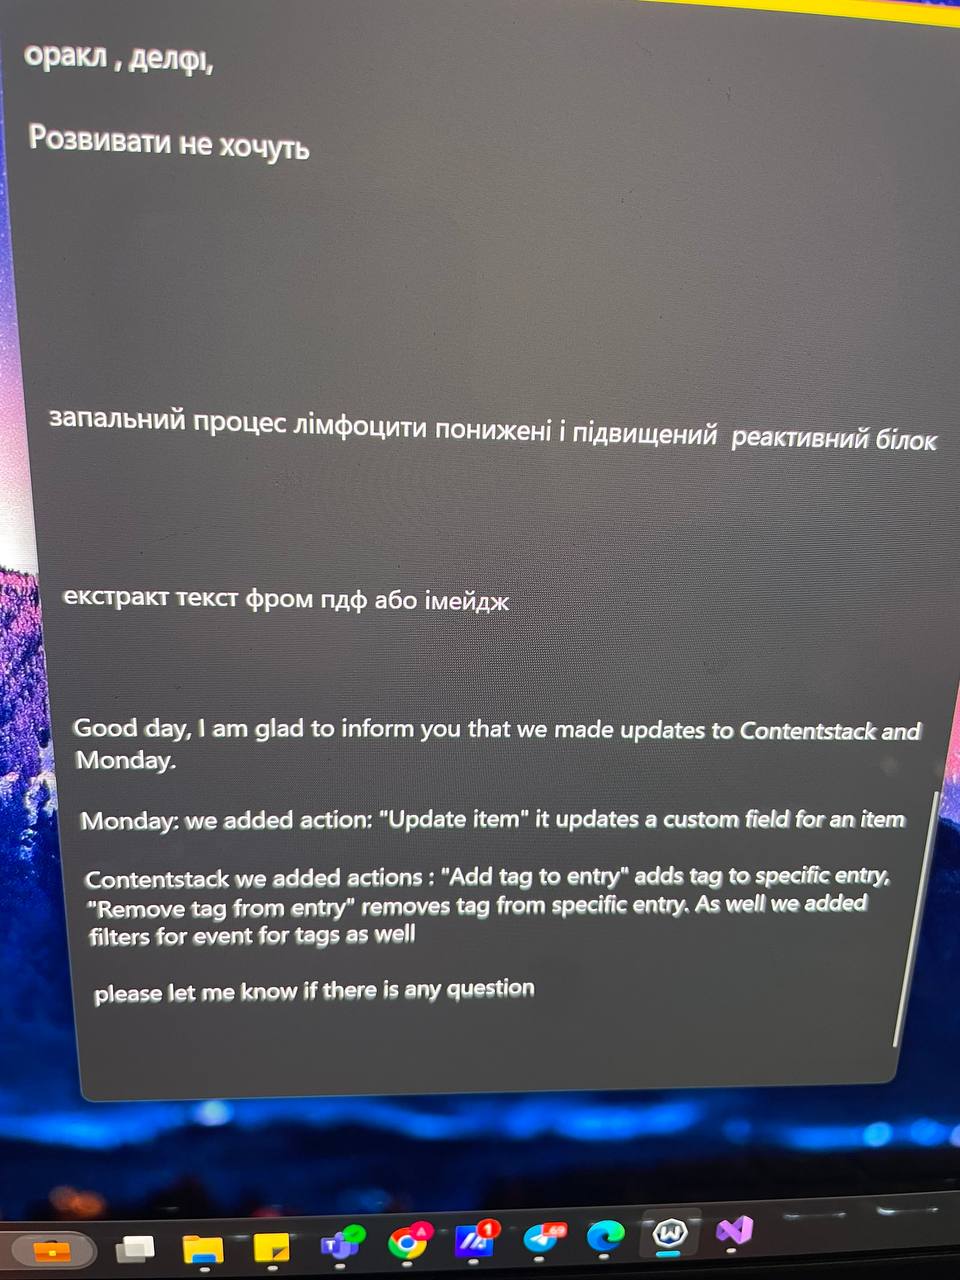 оракл , делфі,
Розвивати не хочуть
запальний процес лімфоцити понижені і підвищений реактивний білок
екстракт текст фром пдф або імейдж
Good day, I am glad to inform you that we made updates to Contentstack and
Monday.
Monday: we added action: "Update item" it updates a custom field for an item
Contentstack we added actions : "Add tag to entry" adds tag to specific entry,
"Remove tag from entry" removes tag from specific entry. As well we added
filters for event for tags as well
please let me know if there is any question
T
A
1
69